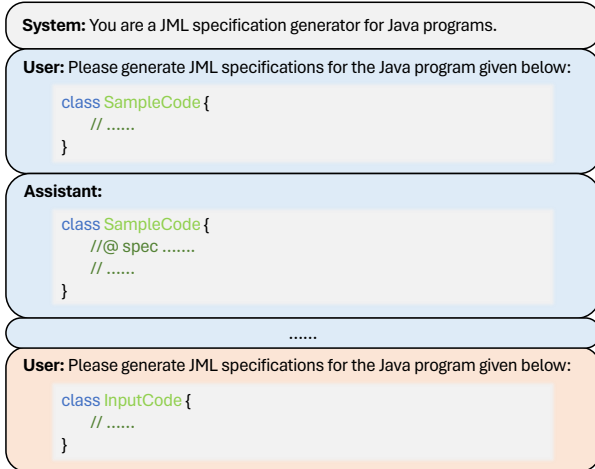 System: You are a JML specification generator for Java programs.
User: Please generate JML specifications for the Java program given below:
class SampleCode {
// ......
}
Assistant:
class SampleCode {
//@ spec .......
// ......
}
......
User: Please generate JML specifications for the Java program given below:
class InputCode {
// ......
}